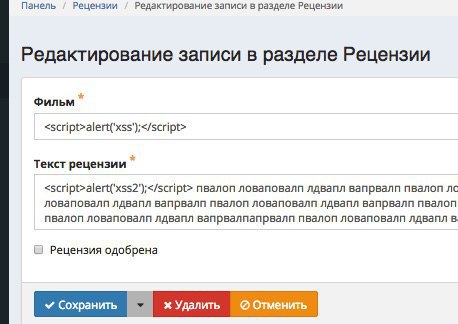 Панель / Рецензии / Редактирование записи в разделе Рецензии
Редактирование записи в разделе Рецензии
Фильм *
<script>alert('xss');</script>
Текст рецензии *
<script>alert('xss2');</script> пвалоп ловаповалп лдвапл вапрвалп пвалоп
ловаповалп лдвапл вапрвалп пвалоп ловаповалп лдвапл вапрвалп пвалоп
пвалоп ловаповалп лдвапл вапрвалпапрвалп пвалоп ловаповалп лдвапл
Рецензия одобрена
Сохранить Удалить Отменить